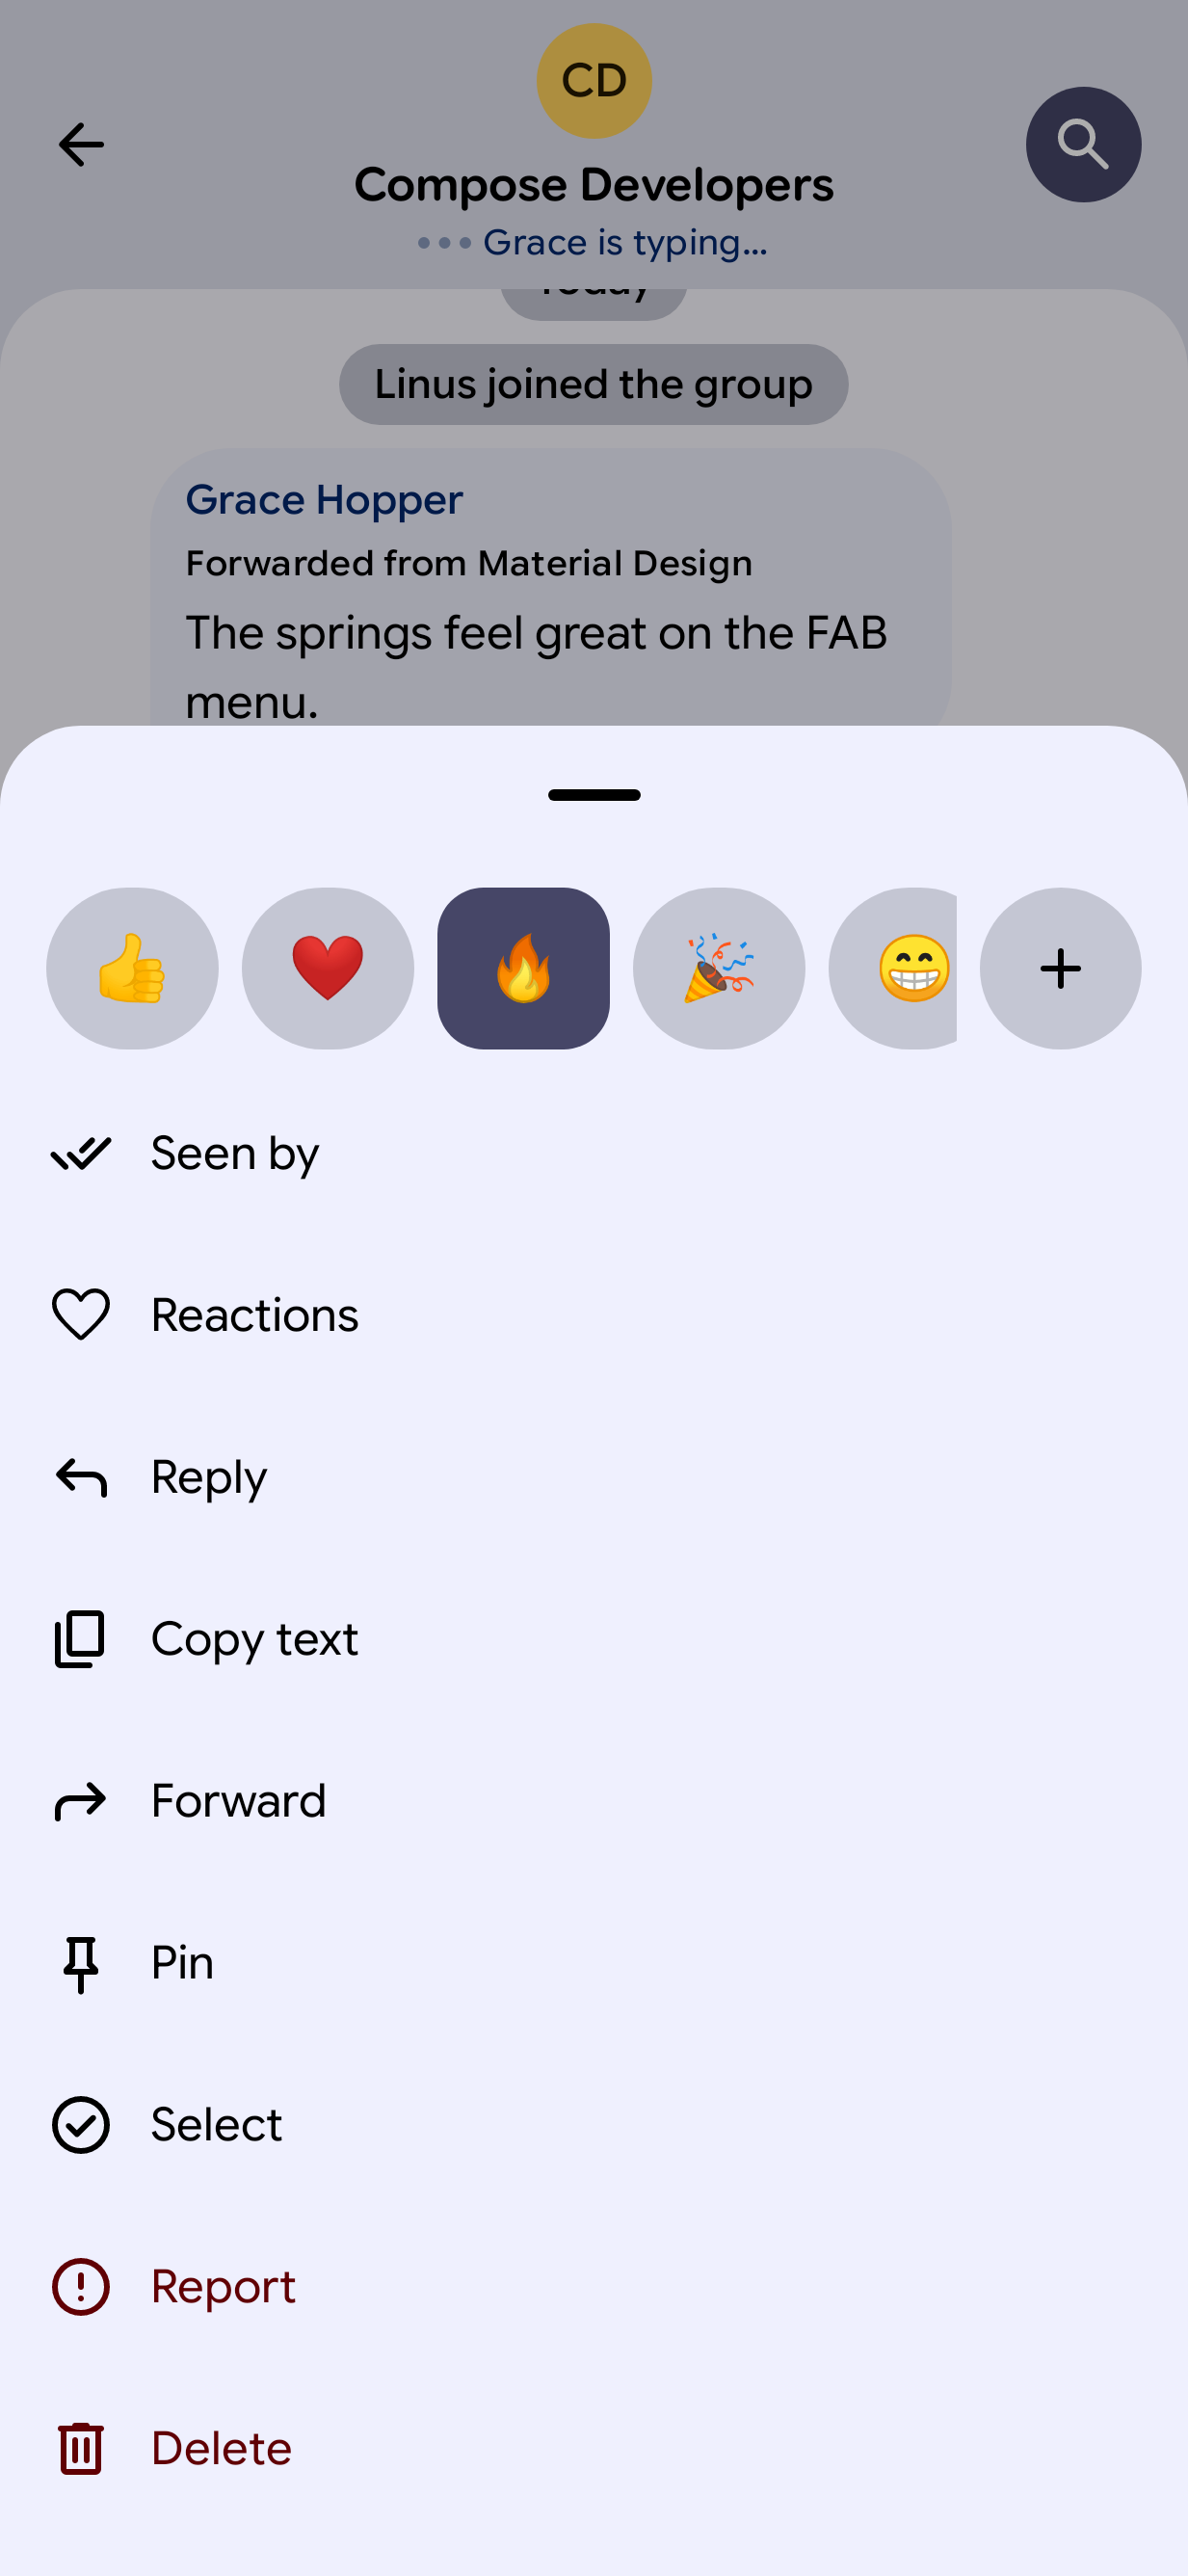 CD
Compose Developers
Grace is typing...
Today
Linus joined the group
Grace Hopper
Forwarded from Material Design
The springs feel great on the FAB
menu.
Seen by
Reactions
Reply
Copy text
Forward
Pin
Select
Report
Delete